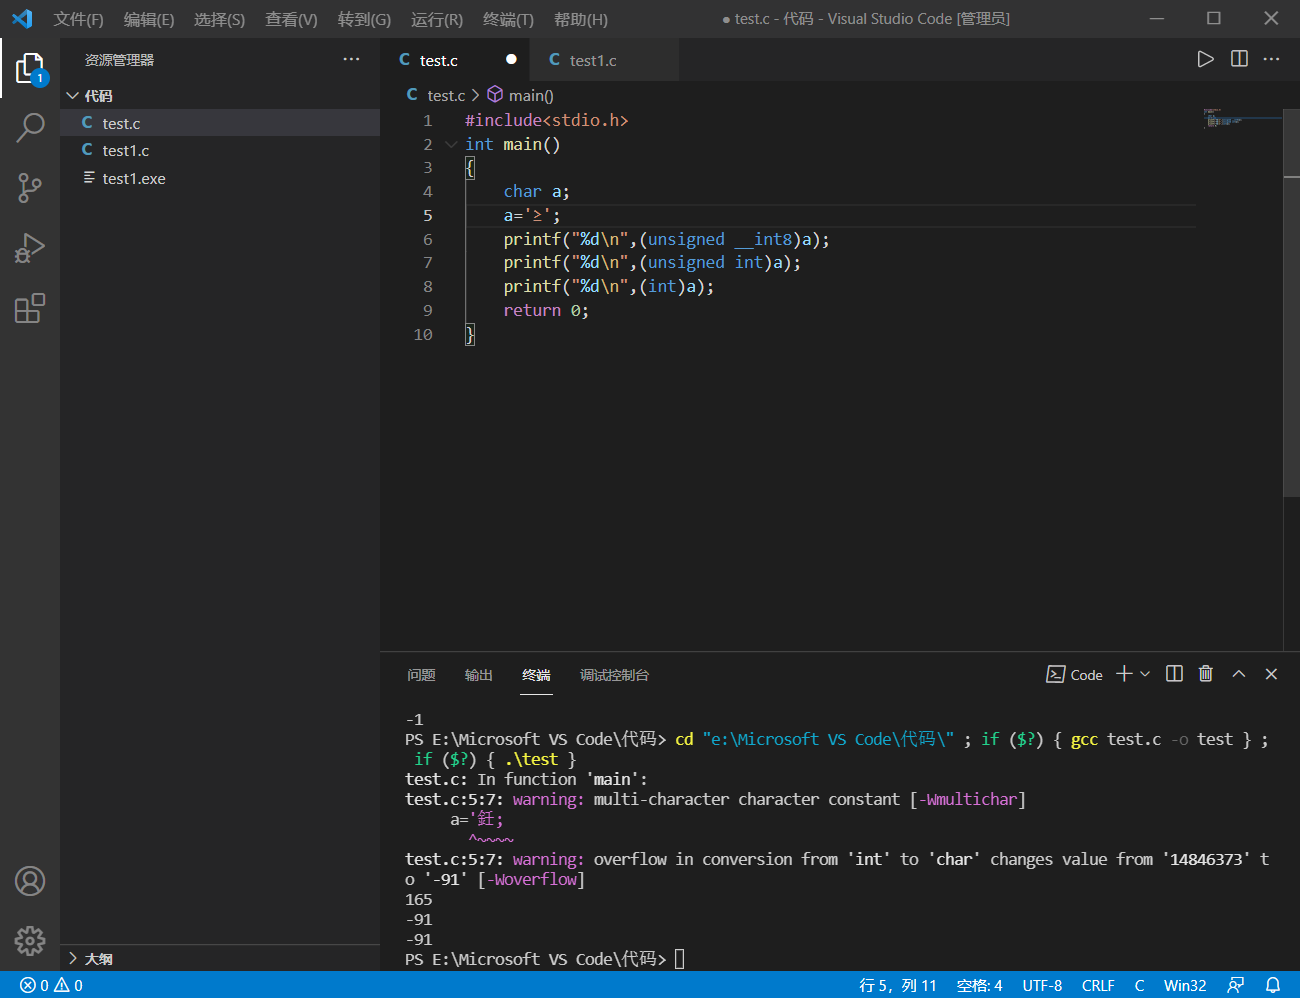 文件(F) 编辑(E) 选择(S) 查看(V) 转到(G) 运行(R) 终端(T) 帮助(H) ● test.c - 代码 - Visual Studio Code [管理员]
资源管理器
代码
test.c
test1.c
test1.exe
大纲
1
C test.c ● C test1.c
C test.c > main()
1 #include<stdio.h>
2 int main()
3 {
4     char a;
5     a='≥';
6     printf("%d\n",(unsigned __int8)a);
7     printf("%d\n",(unsigned int)a);
8     printf("%d\n",(int)a);
9     return 0;
10 }
问题 输出 终端 调试控制台 Code
-1
PS E:\Microsoft VS Code\代码> cd "e:\Microsoft VS Code\代码\" ; if ($?) { gcc test.c -o test } ;
 if ($?) { .\test }
test.c: In function 'main':
test.c:5:7: warning: multi-character character constant [-Wmultichar]
     a='鈺;
       ^~~~~
test.c:5:7: warning: overflow in conversion from 'int' to 'char' changes value from '14846373' t
o '-91' [-Woverflow]
165
-91
-91
PS E:\Microsoft VS Code\代码>
0 0 行 5，列 11 空格: 4 UTF-8 CRLF C Win32